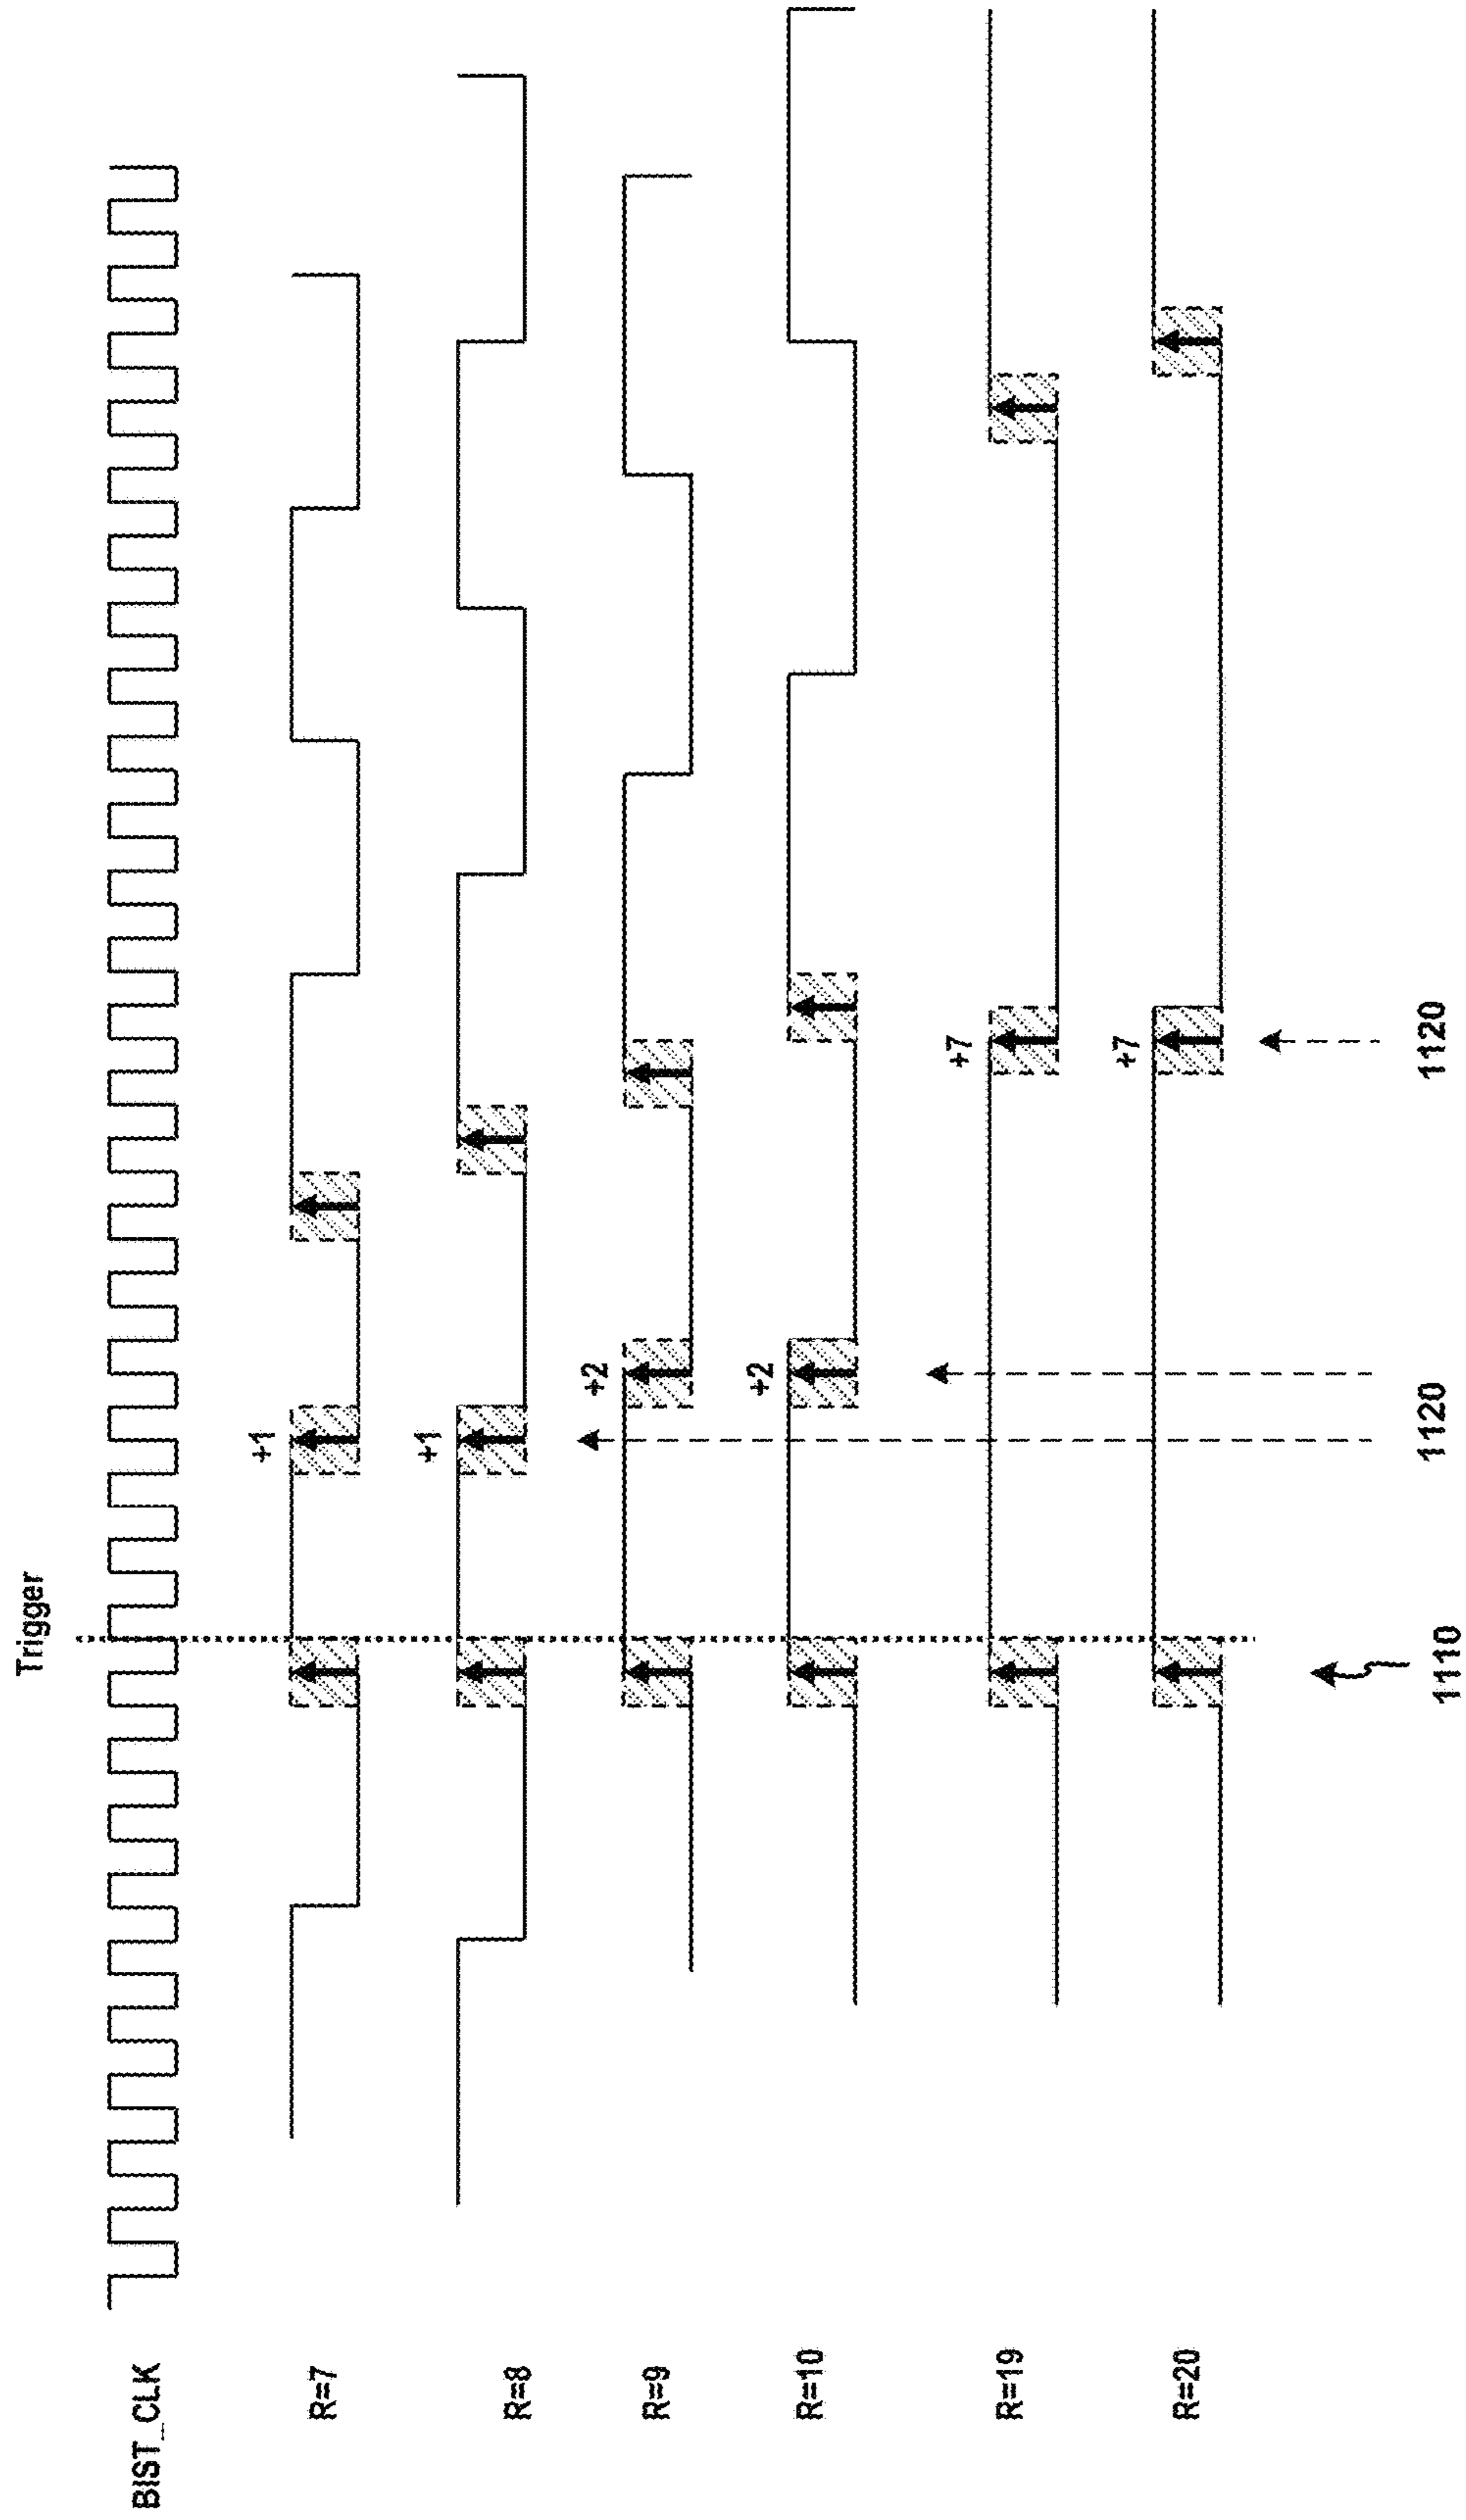 Trigger
BIST_CLK
R=7
+1
R=8
+1
R=9
+2
R=10
+2
R=19
+7
R=20
+7
1110
1120
1120